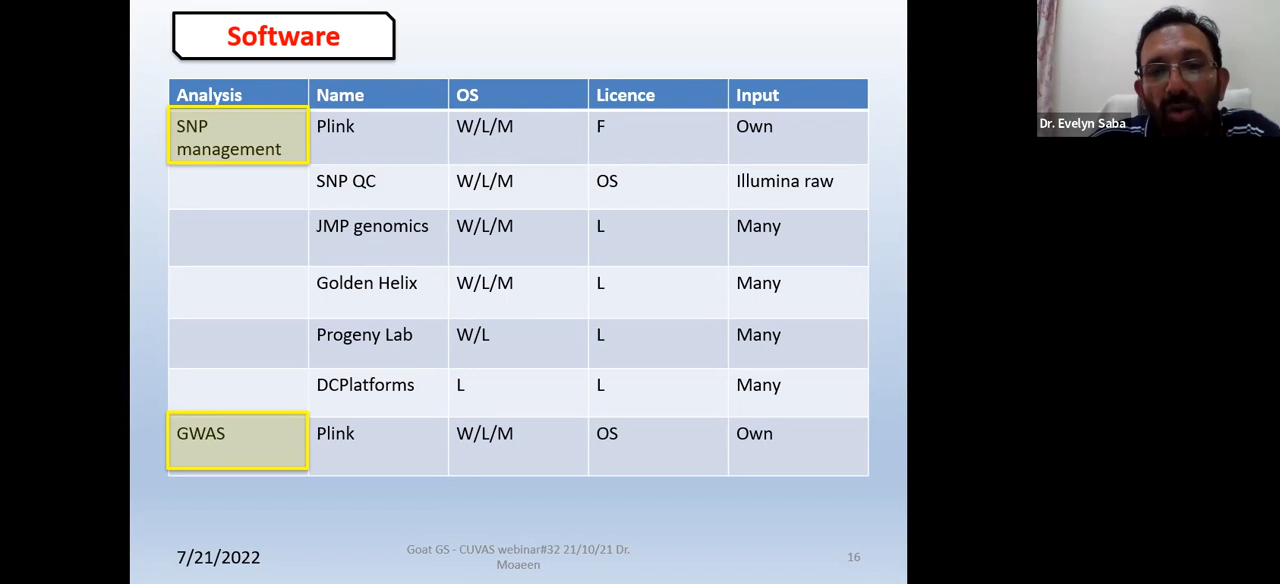 Software
Analysis Name OS Licence Input
SNP management Plink W/L/M F Own
SNP QC W/L/M OS Illumina raw
JMP genomics W/L/M L Many
Golden Helix W/L/M L Many
Progeny Lab W/L L Many
DCPlatforms L L Many
GWAS Plink W/L/M OS Own
7/21/2022
Goat GS - CUVAS webinar#32 21/10/21 Dr.
Moaeen
16
Dr. Evelyn Saba